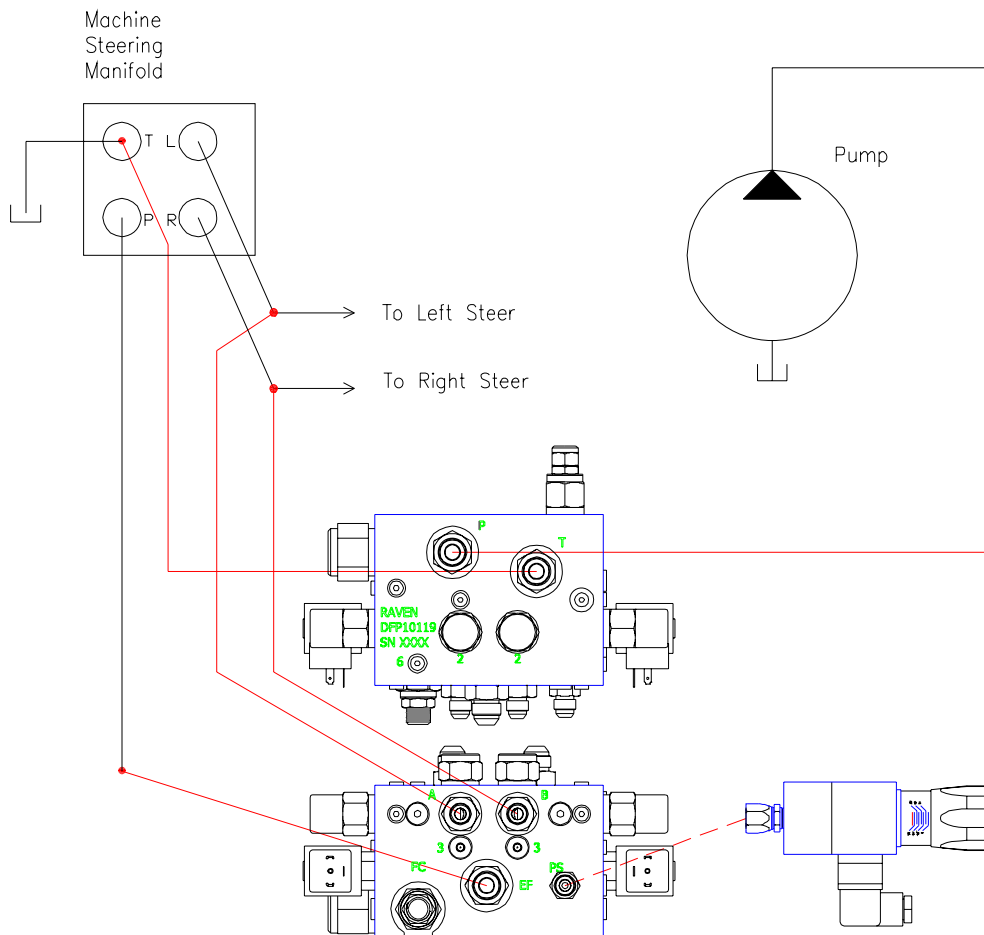 Machine
Steering
Manifold
T L
P R
Pump
To Left Steer
To Right Steer
P
T
RAVEN
DFP10119
SN XXXX
6
2 2
A B
3 3
FC
EF
PS